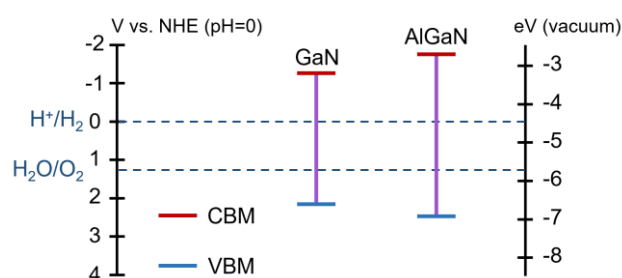 V vs. NHE (pH=0)
eV (vacuum)
-2
-1
0
1
2
3
4
H⁺/H₂
H₂O/O₂
GaN
AlGaN
CBM
VBM
-3
-4
-5
-6
-7
-8